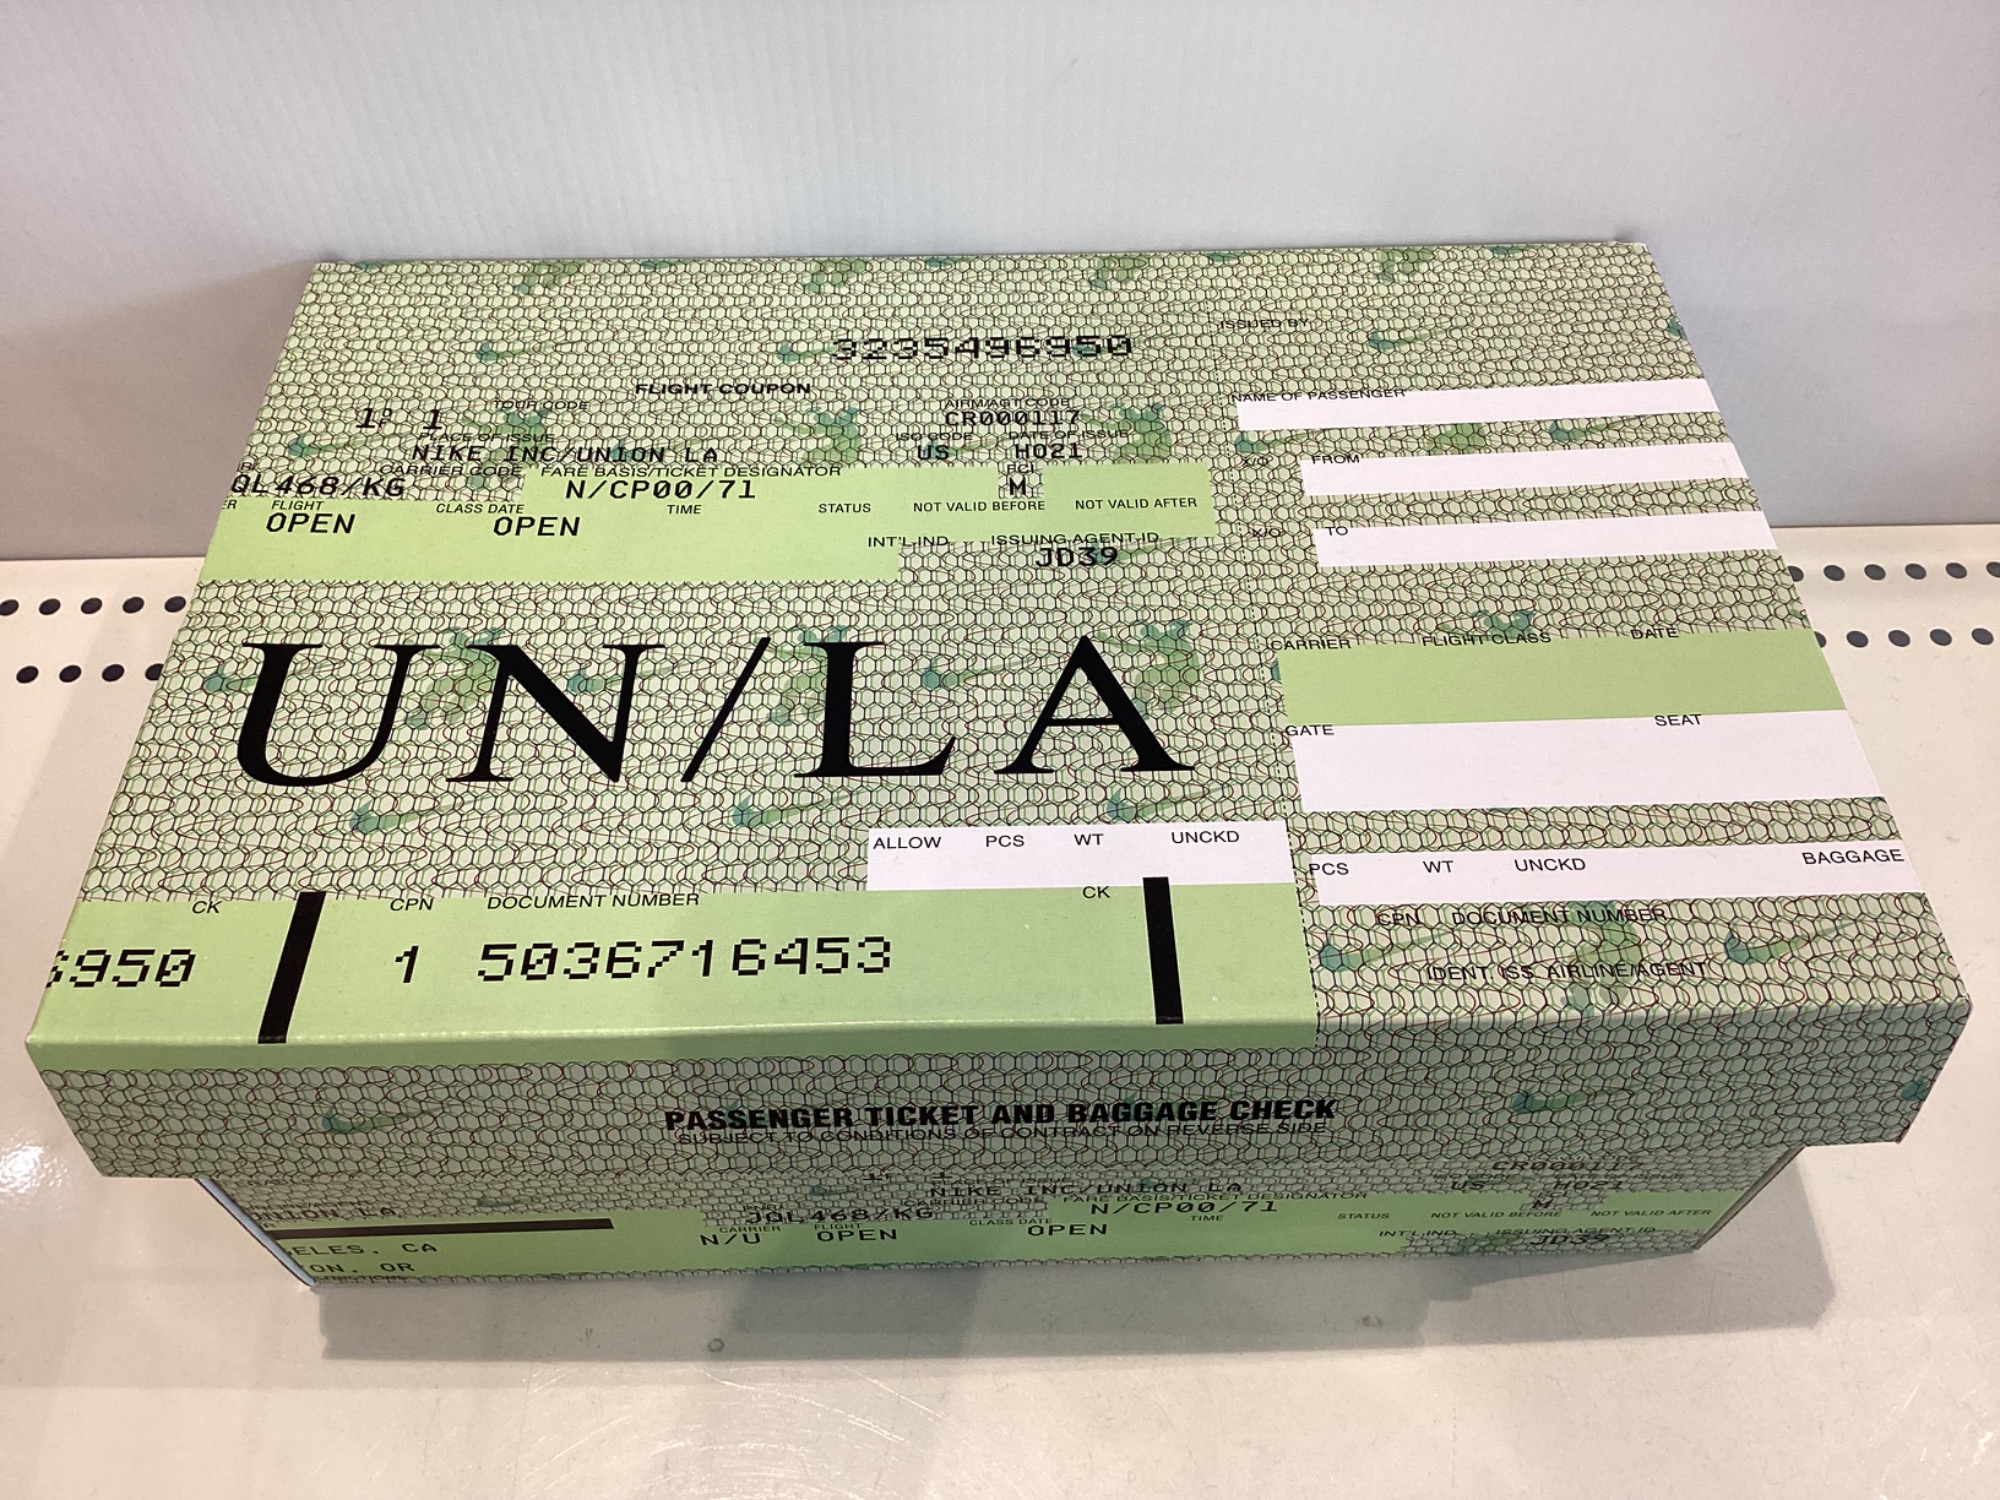 3235496950
ISSUED BY
FLIGHT COUPON
NAME OF PASSENGER
TOUR CODE
1 1
CR000117
PLACE OF ISSUE
ISO CODE
DATE OF ISSUE
NIKE INC/UNION LA
US HO21
X/O FROM
CARRIER CODE
FARE BASIS/TICKET DESIGNATOR
QL468/KG
N/CP00/71
M
FLIGHT CLASS DATE TIME STATUS NOT VALID BEFORE NOT VALID AFTER
OPEN OPEN
X/O TO
INT'L IND. ISSUING AGENT ID
JD39
UN/LA
CARRIER FLIGHT CLASS DATE
GATE SEAT
ALLOW PCS WT UNCKD
PCS WT UNCKD BAGGAGE
CK CPN DOCUMENT NUMBER CK
950 1 5036716453
CPN DOCUMENT NUMBER
IDENT. ISS. AIRLINE/AGENT
PASSENGER TICKET AND BAGGAGE CHECK
SUBJECT TO CONDITIONS OF CONTRACT ON REVERSE SIDE
CR000117
NIKE INC/UNION LA
US HO21
CARRIER CODE FARE BASIS/TICKET DESIGNATOR
JQL468/KG N/CP00/71 M
CARRIER FLIGHT CLASS DATE TIME STATUS NOT VALID BEFORE NOT VALID AFTER
N/U OPEN OPEN
INT'L IND. ISSUING AGENT ID
JD39
NION LA
ELES. CA
ON. OR